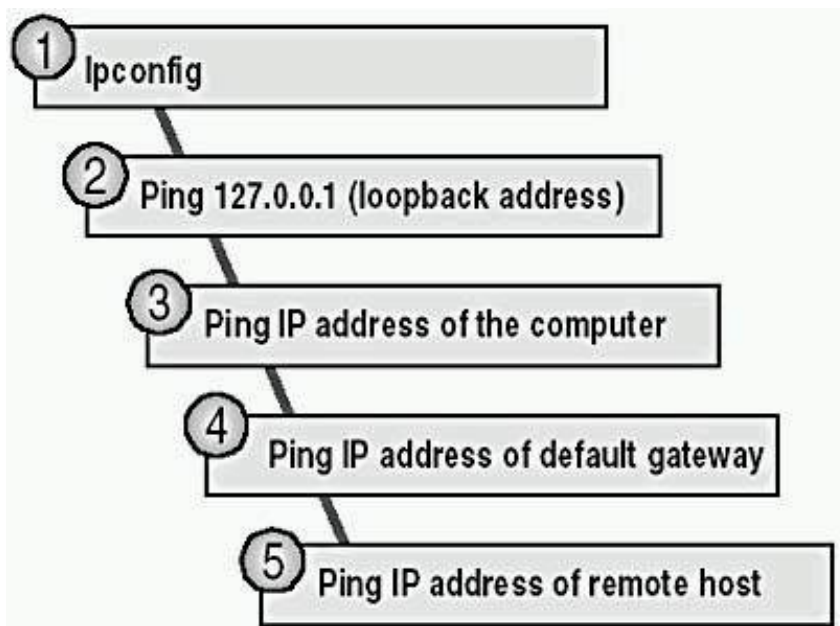 1 Ipconfig
2 Ping 127.0.0.1 (loopback address)
3 Ping IP address of the computer
4 Ping IP address of default gateway
5 Ping IP address of remote host